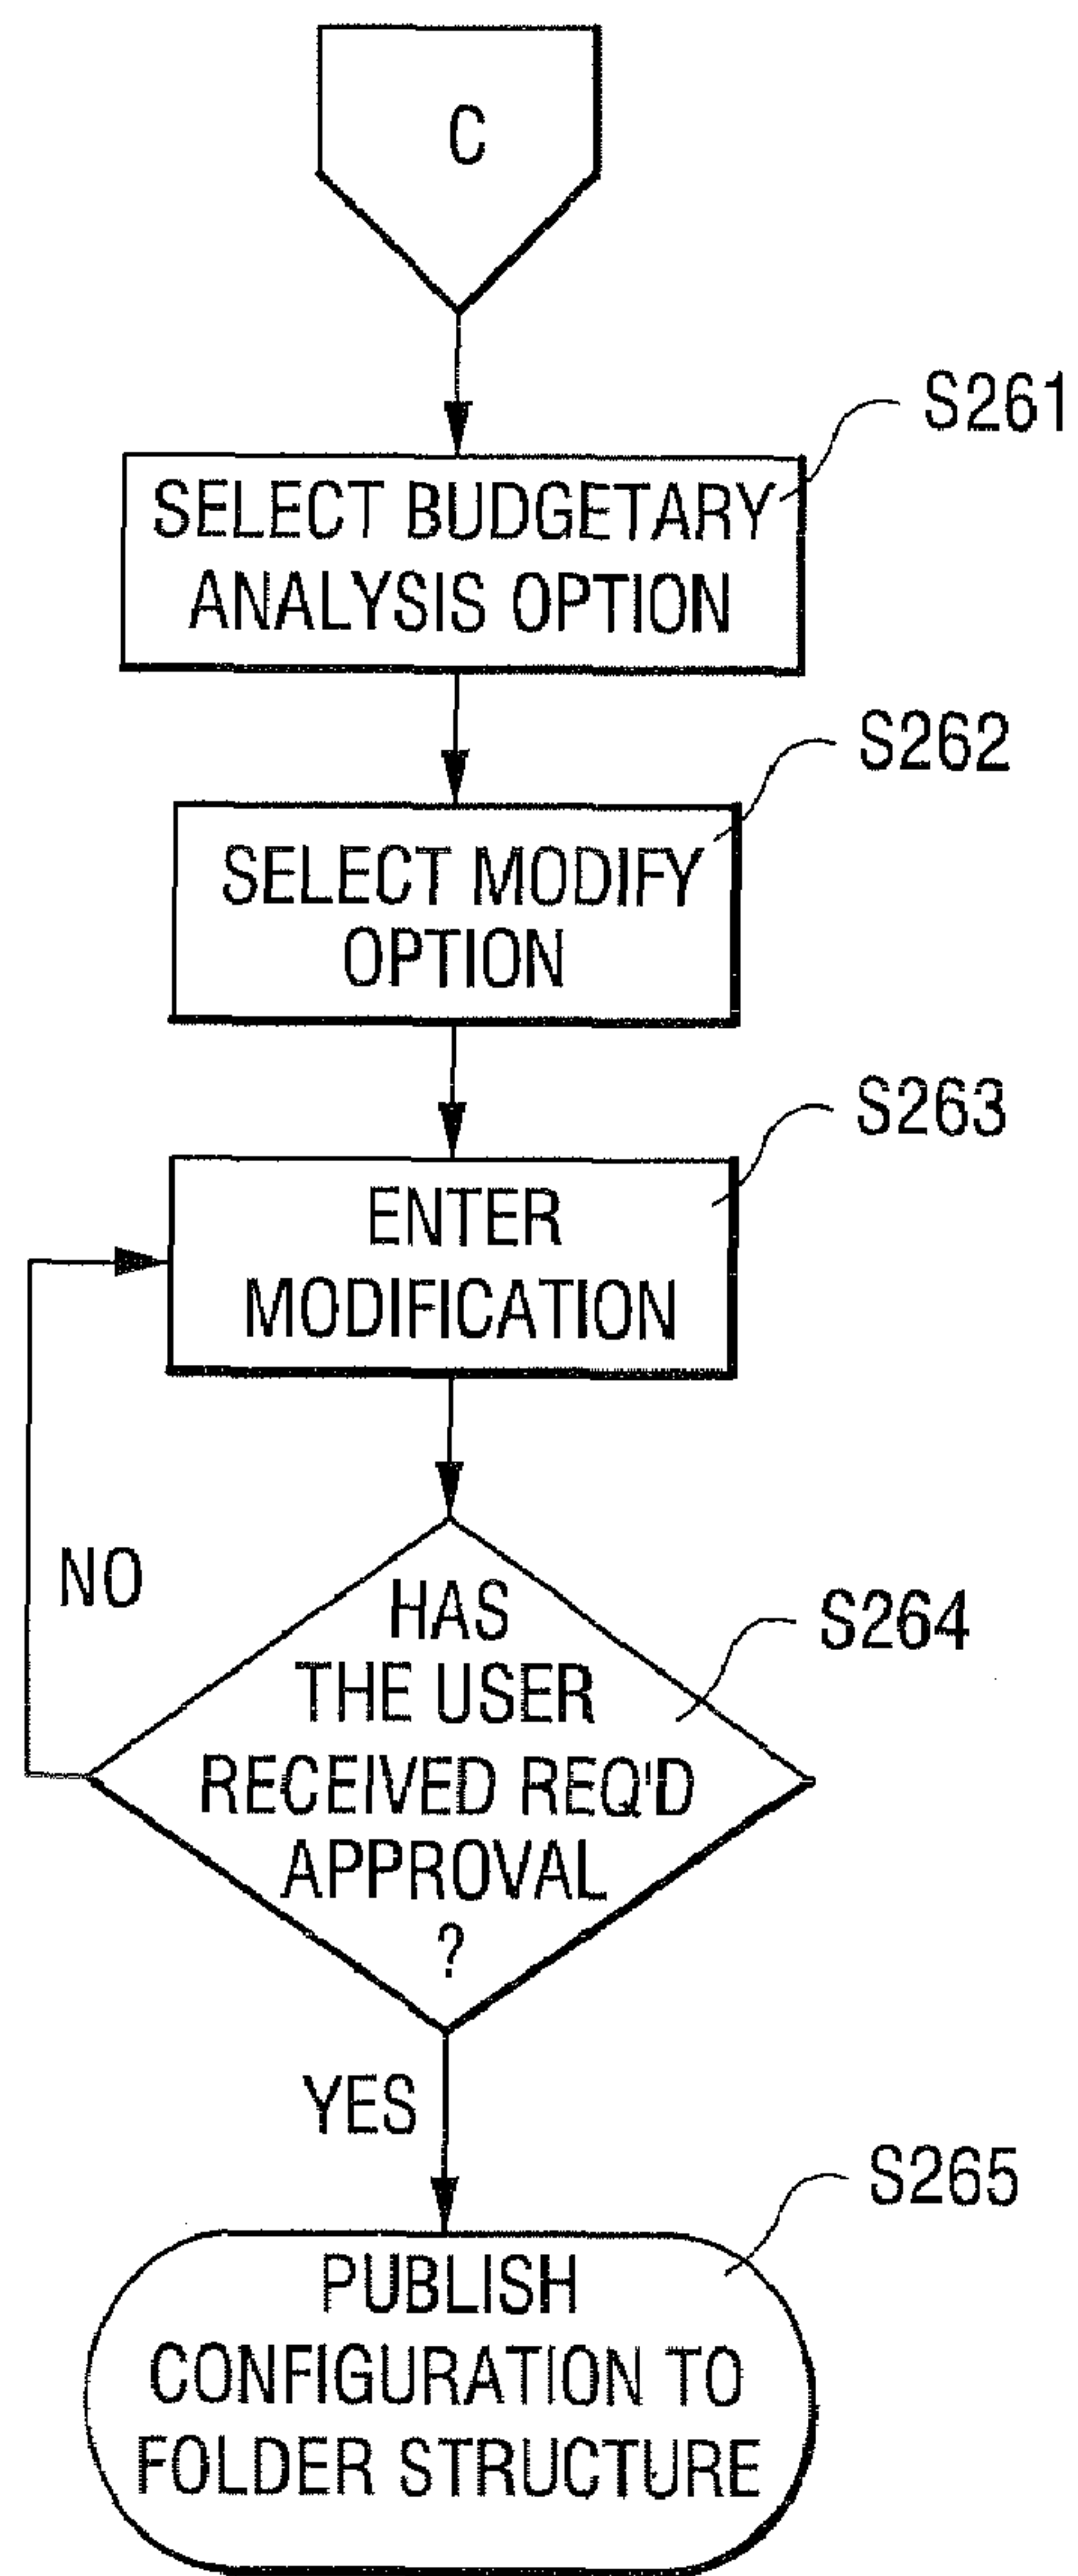 C
S261
SELECT BUDGETARY
ANALYSIS OPTION
S262
SELECT MODIFY
OPTION
S263
ENTER
MODIFICATION
NO
HAS
THE USER
RECEIVED REQ'D
APPROVAL
?
S264
YES
S265
PUBLISH
CONFIGURATION TO
FOLDER STRUCTURE